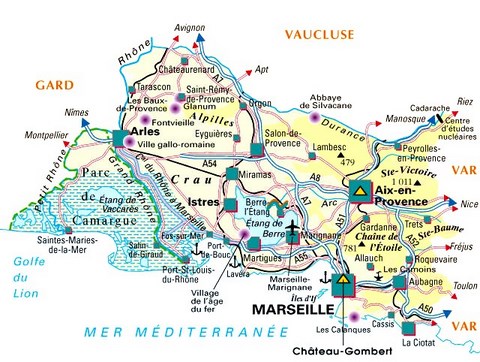 Avignon
VAUCLUSE
Rhône
Châteaurenard
A7
Apt
GARD
Tarascon
Saint-Rémy-
de-Provence
Les Baux-
de-Provence
Glanum
Alpilles
Orgon
Abbaye
de Silvacane
Durance
Riez
Cadarache
Manosque
Centre
d'études
nucléaires
Nîmes
Montpellier
Fontvieille
Arles
Ville gallo-romaine
Eyguières
Salon-de-
Provence
Lambesc
479
Peyrolles-
en-Provence
Petit Rhône
Parc
de
Camargue
Etang de
Vaccarès
Grand Rhône
C. du Rhône à Marseille
A54
Crau
Miramas
A7
A8
Ste-Victoire
1 011
VAR
Aix-en-
Provence
Istres
Berre
l'Étang
Etang de
Berre
Arc
A51
A7
Nice
Saintes-Maries-
de-la-Mer
Salin-
de-Giraud
Fos-sur-Mer
Port-St-Louis-
du-Rhône
Port-
de-Bouc
Lavéra
Martigues
Marignane
A55
Marseille-
Marignane
Gardanne
Chaîne de
l'Étoile
781
Trets
Ste-Baume
A52
Fréjus
Allauch
Roquevaire
Les Camoins
Toulon
Golfe
du
Lion
Village
de l'âge
du fer
MARSEILLE
Îles d'If
Aubagne
A50
Les Calanques
Cassis
La Ciotat
VAR
MER MÉDITERRANÉE
Château-Gombert